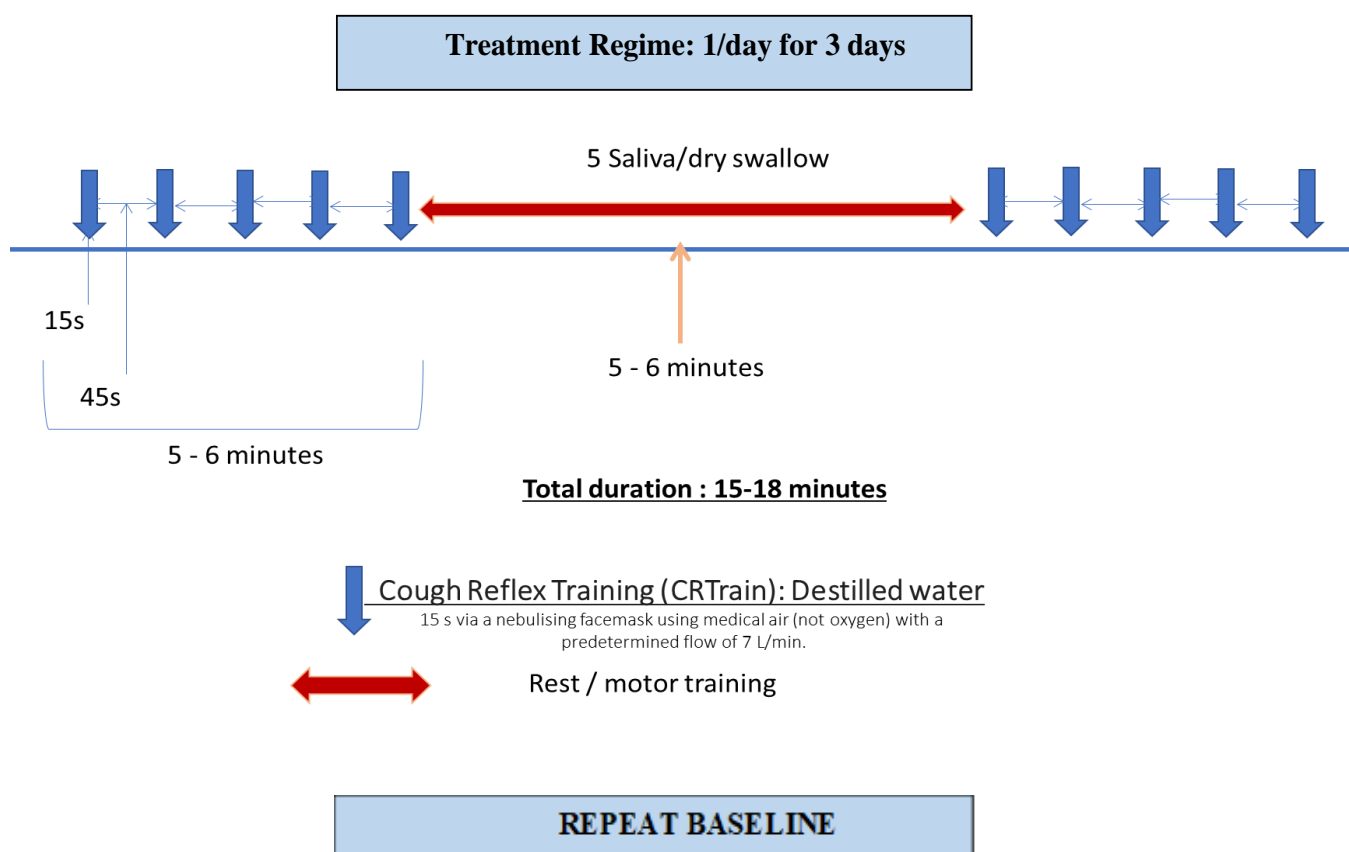 Treatment Regime: 1/day for 3 days
5 Saliva/dry swallow
15s
45s
5 - 6 minutes
5 - 6 minutes
Total duration : 15-18 minutes
Cough Reflex Training (CRTrain): Destilled water
15 s via a nebulising facemask using medical air (not oxygen) with a
predetermined flow of 7 L/min.
Rest / motor training
REPEAT BASELINE